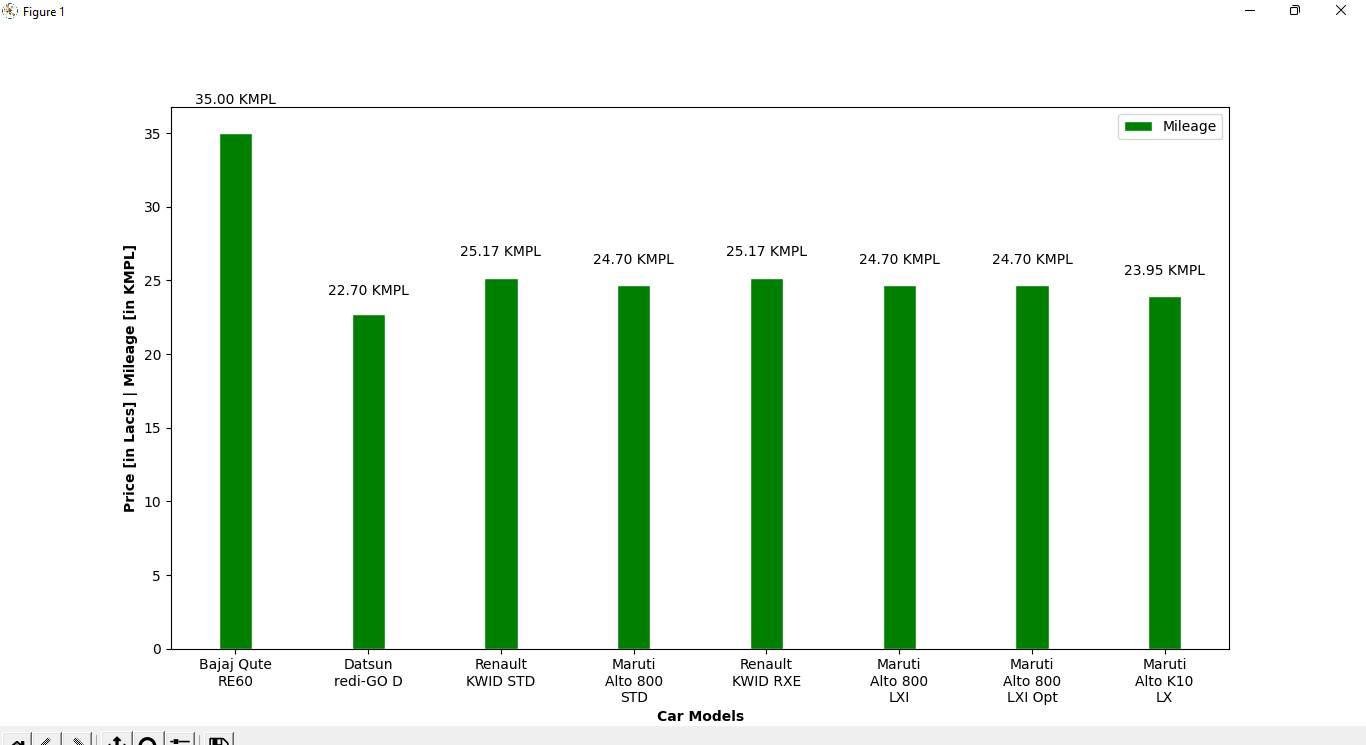 Figure 1
35.00 KMPL
Mileage
35
30
25.17 KMPL
24.70 KMPL
25.17 KMPL
24.70 KMPL
24.70 KMPL
23.95 KMPL
22.70 KMPL
25
20
15
10
5
0
Price [in Lacs] | Mileage [in KMPL]
Bajaj Qute
RE60
Datsun
redi-GO D
Renault
KWID STD
Maruti
Alto 800
STD
Renault
KWID RXE
Maruti
Alto 800
LXI
Maruti
Alto 800
LXI Opt
Maruti
Alto K10
LX
Car Models